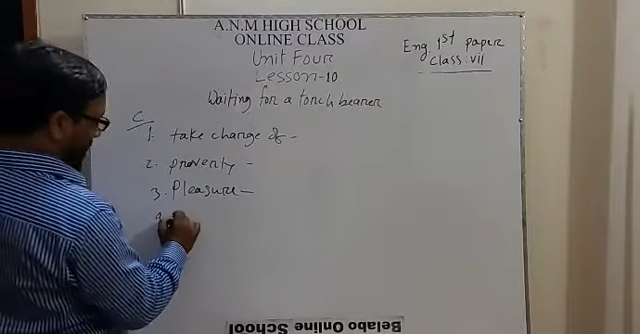 A.N.M HIGH SCHOOL
ONLINE CLASS
Unit Four
Lesson-10
Waiting for a torch bearer
Eng. 1st paper
Class: vii
C
1. take charge of -
2. proverty -
3. Pleasure -
Belabo Online School